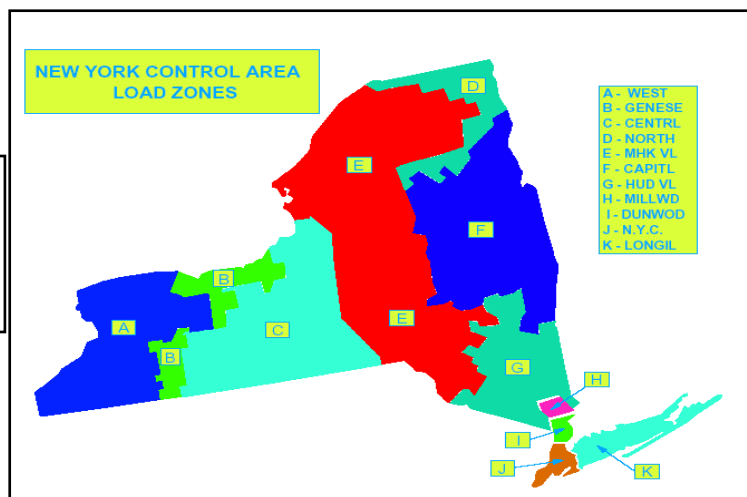 NEW YORK CONTROL AREA
LOAD ZONES
A - WEST
B - GENESE
C - CENTRL
D - NORTH
E - MHK VL
F - CAPITL
G - HUD VL
H - MILLWD
I - DUNWOD
J - N.Y.C.
K - LONGIL
D
E
F
B
C
A
E
B
G
H
I
J
K